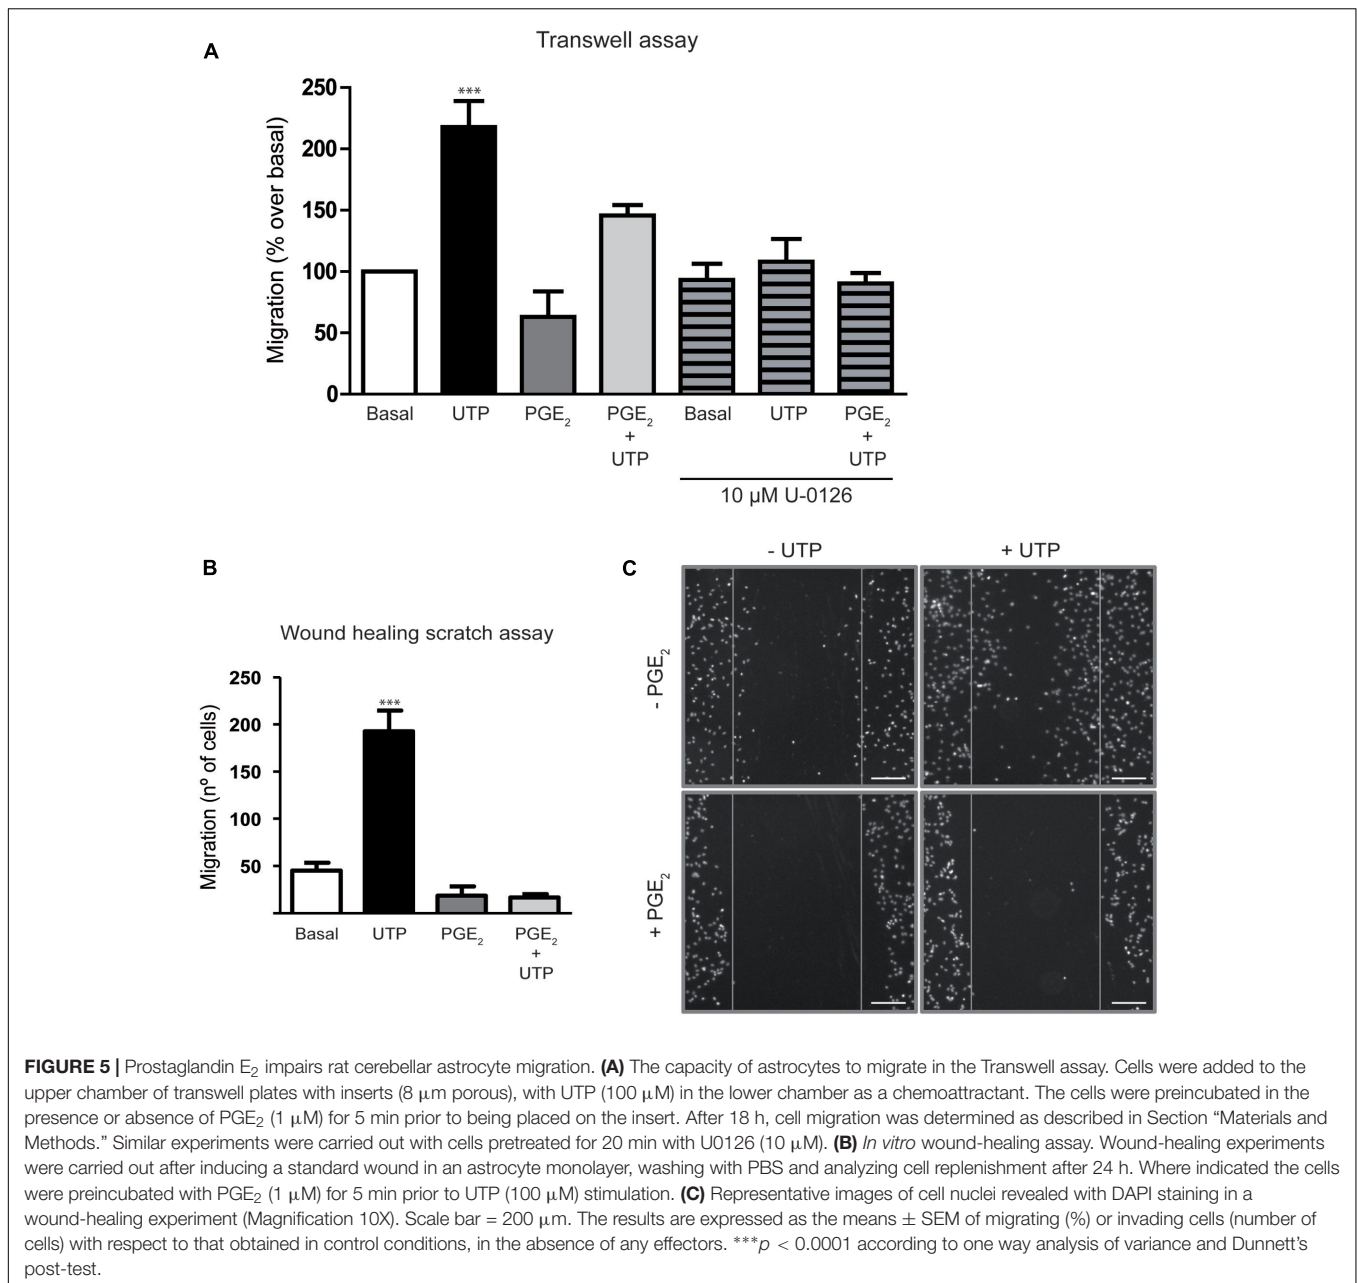 A
Transwell assay
Migration (% over basal)
250
200
150
100
50
0
***
Basal UTP PGE2 PGE2 Basal UTP PGE2
+ +
UTP UTP
10 µM U-0126
B
Wound healing scratch assay
Migration (nº of cells)
250
200
150
100
50
***
Basal UTP PGE2 PGE2
+
UTP
C
- UTP + UTP
- PGE2
+ PGE2
FIGURE 5 | Prostaglandin E2 impairs rat cerebellar astrocyte migration. (A) The capacity of astrocytes to migrate in the Transwell assay. Cells were added to the
upper chamber of transwell plates with inserts (8 μm porous), with UTP (100 μM) in the lower chamber as a chemoattractant. The cells were preincubated in the
presence or absence of PGE2 (1 μM) for 5 min prior to being placed on the insert. After 18 h, cell migration was determined as described in Section “Materials and
Methods.” Similar experiments were carried out with cells pretreated for 20 min with U0126 (10 μM). (B) In vitro wound-healing assay. Wound-healing experiments
were carried out after inducing a standard wound in an astrocyte monolayer, washing with PBS and analyzing cell replenishment after 24 h. Where indicated the cells
were preincubated with PGE2 (1 μM) for 5 min prior to UTP (100 μM) stimulation. (C) Representative images of cell nuclei revealed with DAPI staining in a
wound-healing experiment (Magnification 10X). Scale bar = 200 μm. The results are expressed as the means ± SEM of migrating (%) or invading cells (number of
cells) with respect to that obtained in control conditions, in the absence of any effectors. ***p < 0.0001 according to one way analysis of variance and Dunnett’s
post-test.